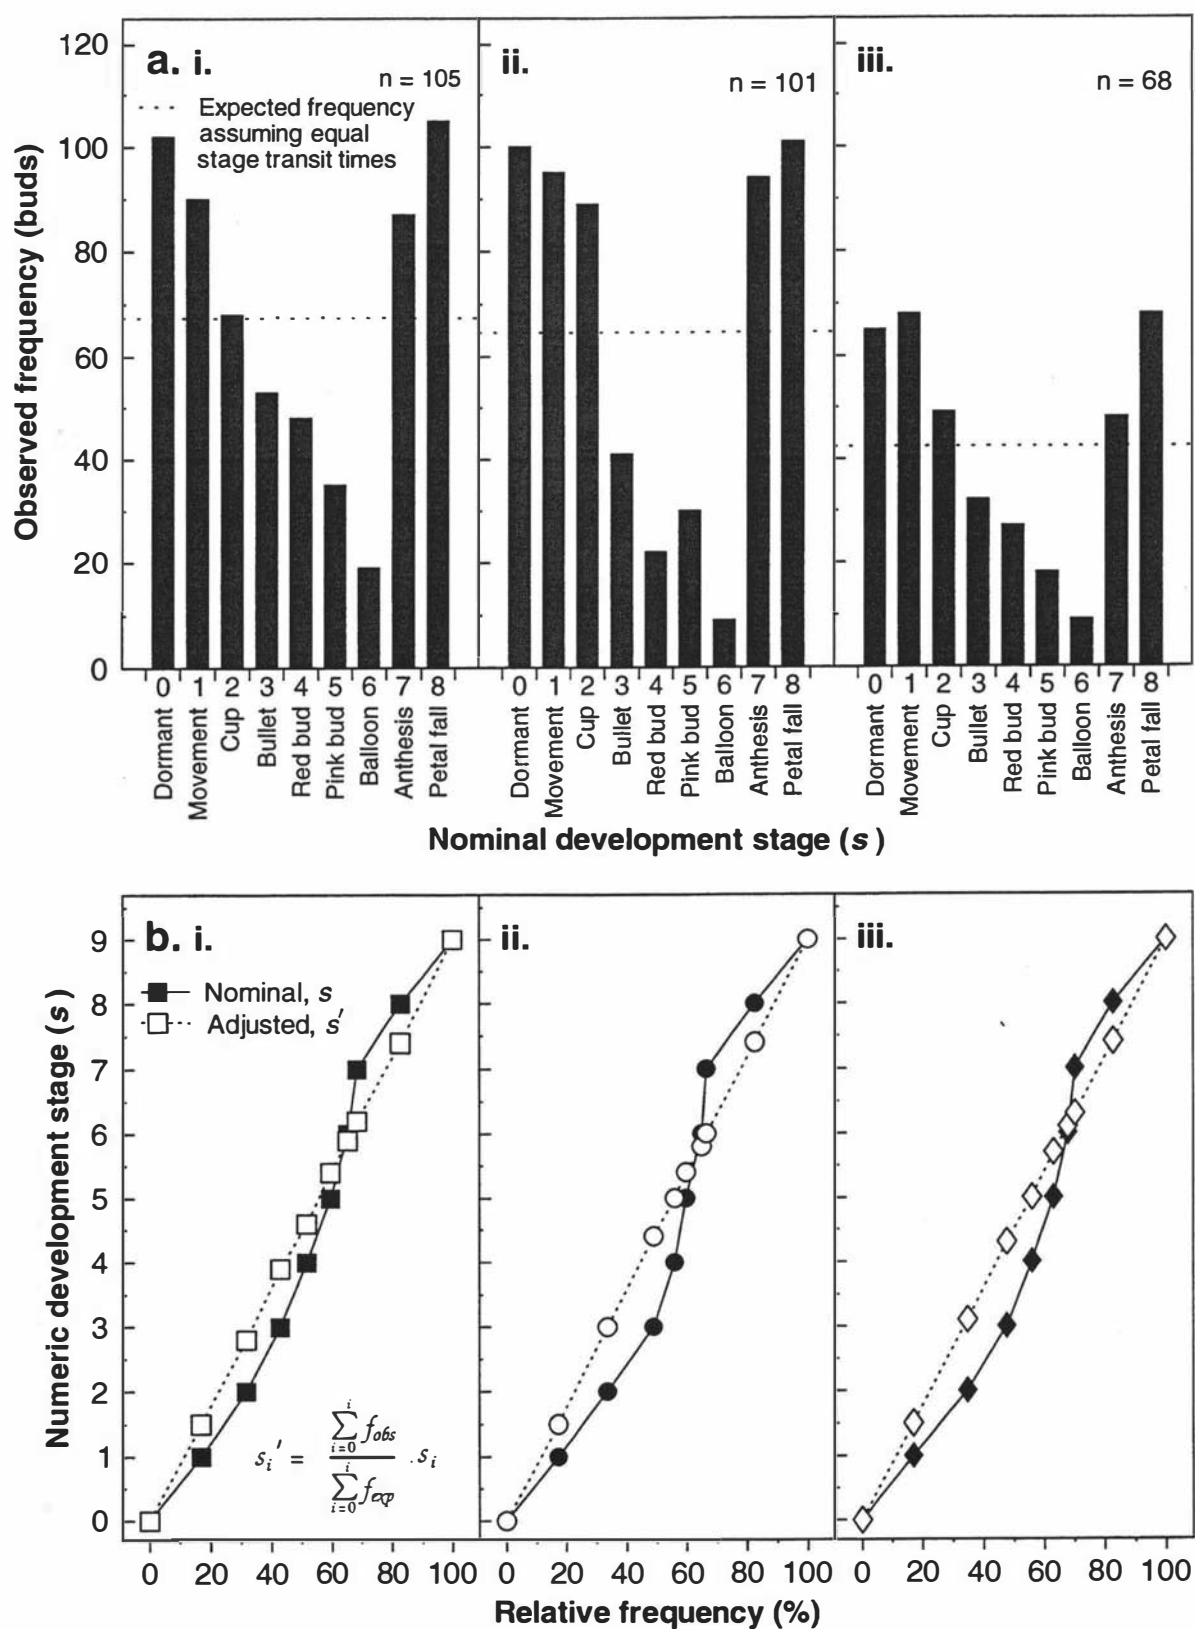 a. i.
n = 105
Expected frequency
assuming equal
stage transit times
ii.
n = 101
iii.
n = 68
Observed frequency (buds)
120
100
80
60
40
20
0
0 1 2 3 4 5 6 7 8
Dormant
Movement
Cup
Bullet
Red bud
Pink bud
Balloon
Anthesis
Petal fall
0 1 2 3 4 5 6 7 8
Dormant
Movement
Cup
Bullet
Red bud
Pink bud
Balloon
Anthesis
Petal fall
0 1 2 3 4 5 6 7 8
Dormant
Movement
Cup
Bullet
Red bud
Pink bud
Balloon
Anthesis
Petal fall
Nominal development stage (s)
b. i.
Nominal, s
Adjusted, s'
ii.
iii.
Numeric development stage (s)
9
8
7
6
5
4
3
2
1
0
s_i' = ∑_{i=0}^{i} f_obs / ∑_{i=0}^{i} f_exp . s_i
0 20 40 60 80 100
0 20 40 60 80 100
0 20 40 60 80 100
Relative frequency (%)